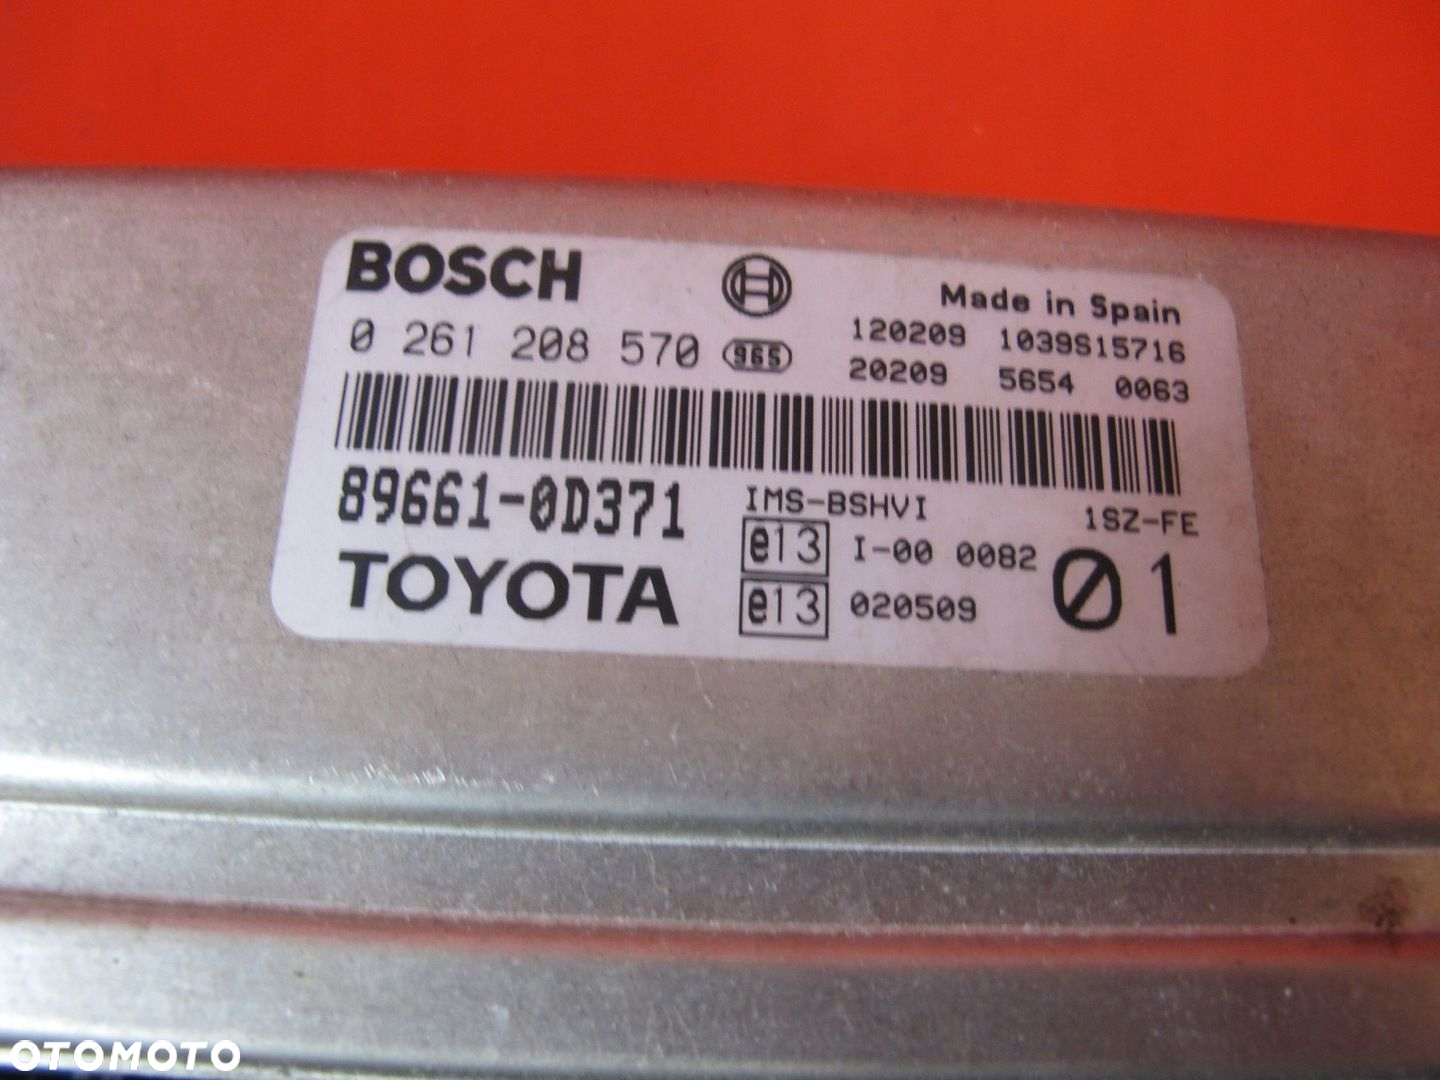 BOSCH
Made in Spain
0 261 208 570 965 120209 1039S15716
20209 5654 0063
89661-0D371
IMS-BSHVI 1SZ-FE
TOYOTA
e13 I-00 0082
e13 020509
01
OTOMOTO